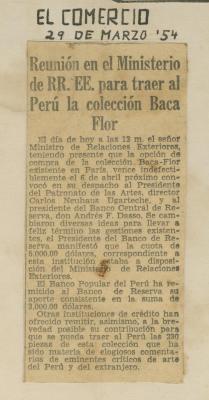 EL COMERCIO
29 DE MARZO '54
Reunión en el Ministerio
de RR. EE. para traer al
Perú la colección Baca
Flor
El día de hoy a las 12 m. el señor
Ministro de Relaciones Exteriores,
teniendo presente que la opción de
compra de la colección, Baca-Flor
existente en París, vence indefecti-
blemente el 6 de abril próximo convo-
có en su despacho al Presidente del
Patronato de las Artes, director
Carlos Neuhaus Ugarteche, y al
presidente del Banco Central de Re-
serva, don Andrés F. Dasso. Se cam-
biaron diversas ideas para llevar a
feliz término las gestiones existen-
tes, el Presidente del Banco de Re-
serva manifestó que la cuota de
5.000.00 dólares, correspondiente a
esta institución estaba a disposi-
ción del Ministerio de Relaciones
Exteriores.
El Banco Popular del Perú ha re-
mitido al Banco de Reserva su
aporte consistente en la suma de
2,000.00 dólares.
Otras instituciones de crédito han
ofrecido remitir, asimismo, a la bre-
vedad posible su contribución para
que se pueda traer al Perú las 230
piezas de esta colección que ha
sido materia de elogiosos comenta-
rios de eminentes críticos de arte
del Perú y del extranjero.